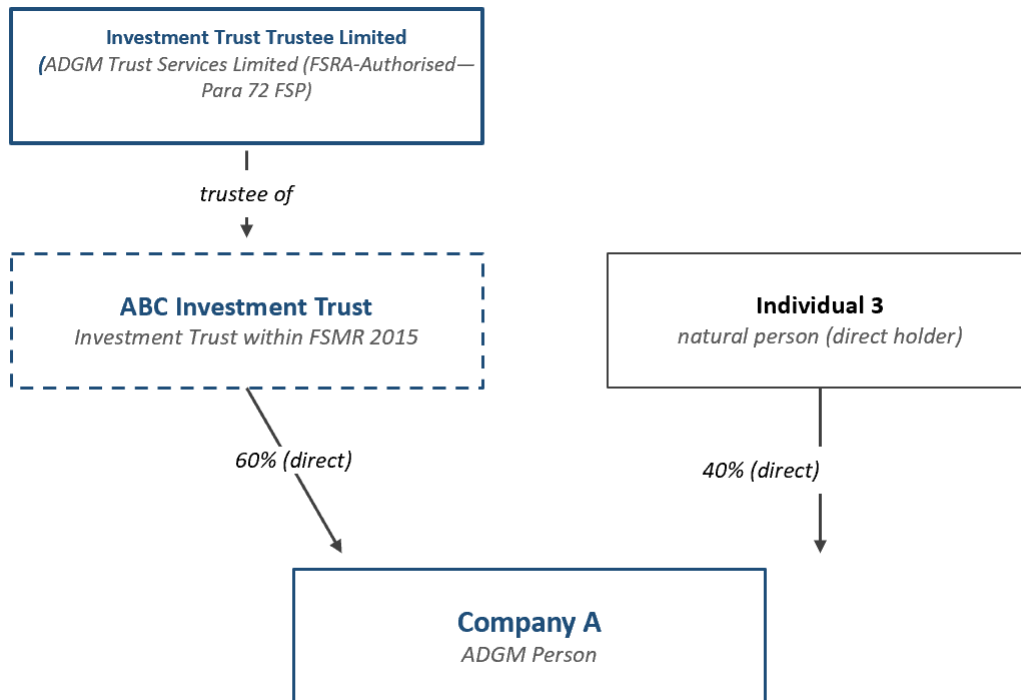 Investment Trust Trustee Limited
(ADGM Trust Services Limited (FSRA-Authorised—
Para 72 FSP)
trustee of
ABC Investment Trust
Investment Trust within FSMR 2015
Individual 3
natural person (direct holder)
60% (direct)
40% (direct)
Company A
ADGM Person